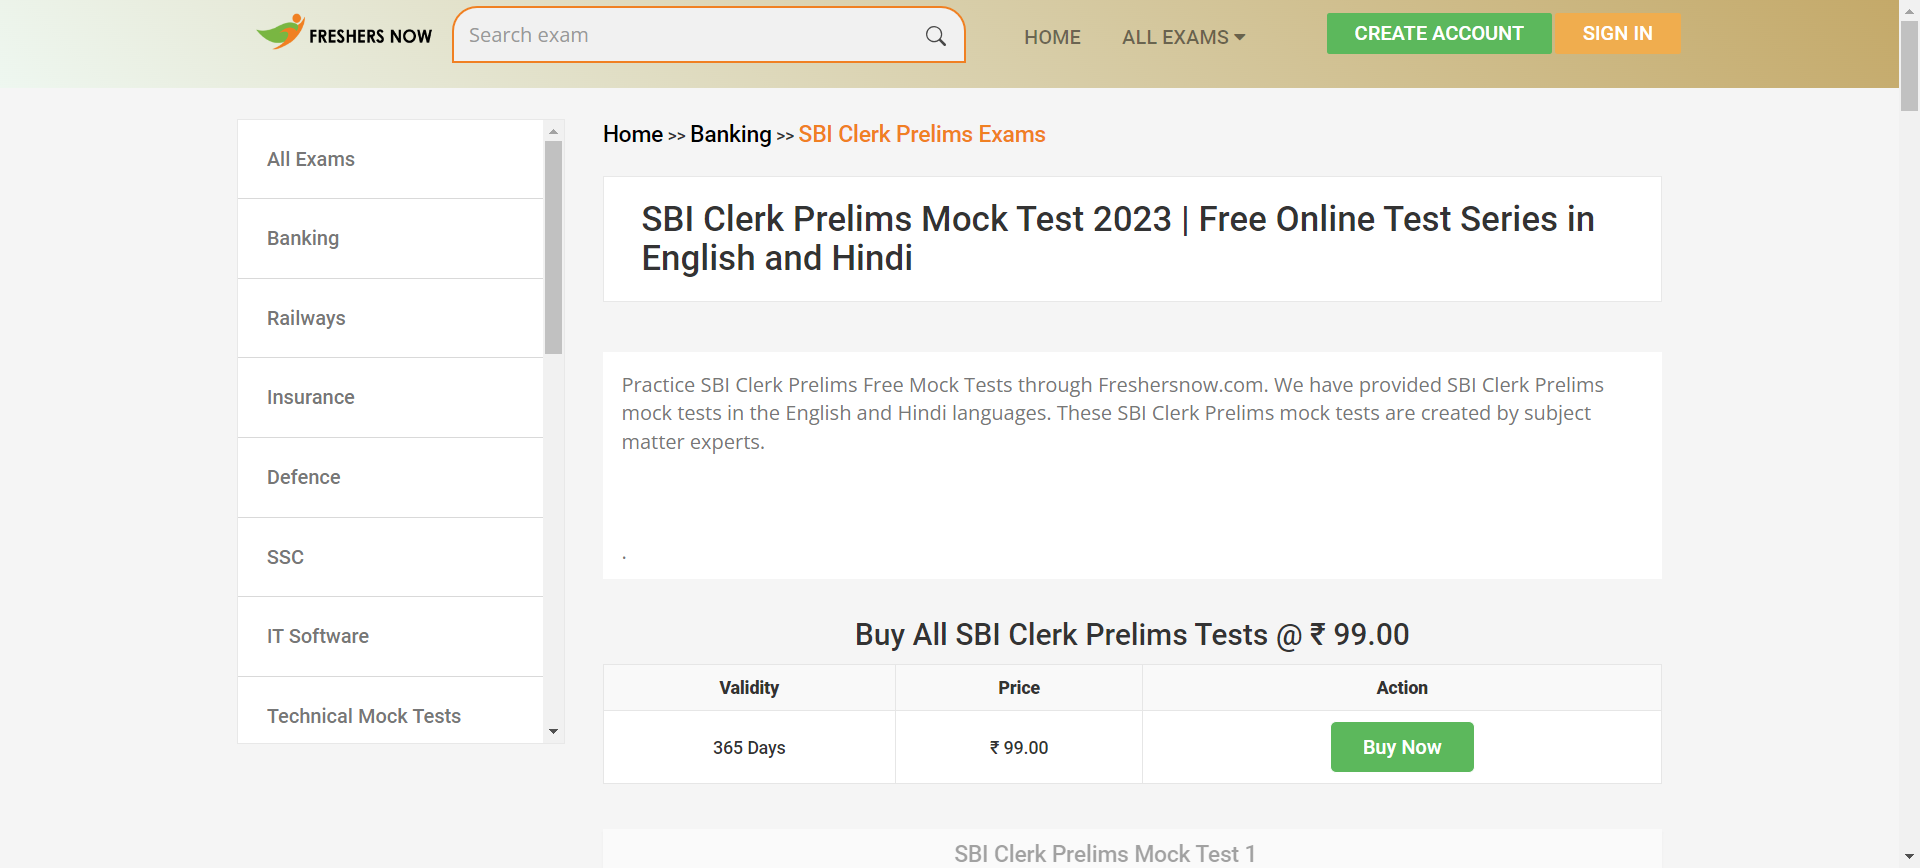 FRESHERS NOW
Search exam
HOME
ALL EXAMS
CREATE ACCOUNT
SIGN IN
All Exams
Banking
Railways
Insurance
Defence
SSC
IT Software
Technical Mock Tests
Home >> Banking >> SBI Clerk Prelims Exams
SBI Clerk Prelims Mock Test 2023 | Free Online Test Series in
English and Hindi
Practice SBI Clerk Prelims Free Mock Tests through Freshersnow.com. We have provided SBI Clerk Prelims
mock tests in the English and Hindi languages. These SBI Clerk Prelims mock tests are created by subject
matter experts.
.
Buy All SBI Clerk Prelims Tests @ ₹ 99.00
Validity Price Action
365 Days ₹ 99.00 Buy Now
SBI Clerk Prelims Mock Test 1